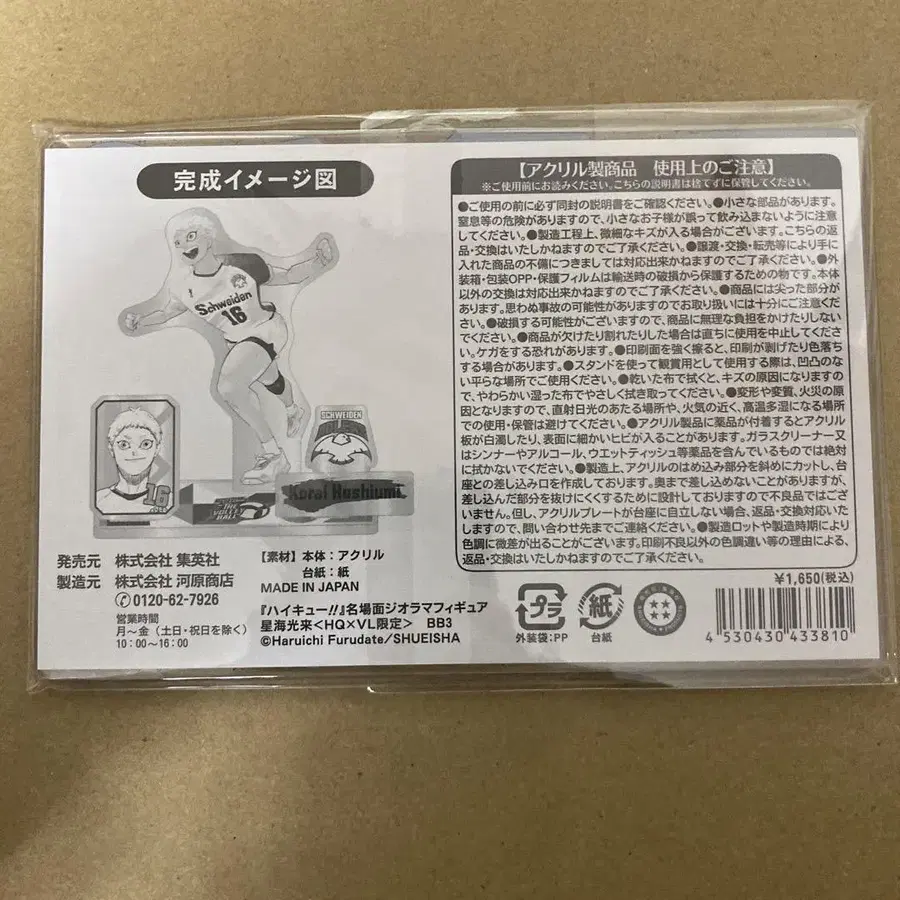 完成イメージ図
Schweiden
16
16
SCHWEIDEN
ADLERS
THE
VOLLEY
BALL
Korai Hoshiumi
発売元 株式会社 集英社
製造元 株式会社 河原商店
0120-62-7926
営業時間
月～金（土日・祝日を除く）
10：00～16：00
【素材】本体：アクリル
台紙：紙
MADE IN JAPAN
『ハイキュー!!』名場面ジオラマフィギュア
星海光来＜HQ×VL限定＞ BB3
©Haruichi Furudate/SHUEISHA
【アクリル製商品 使用上のご注意】
※ご使用前にお読みください。こちらの説明書は捨てずに保管してください。
●ご使用の前に必ず同封の説明書をご確認ください。●小さな部品があります。
窒息等の危険がありますので、小さなお子様が誤って飲み込まないように注意
してください。●製造工程上、微細なキズが入る場合がございます。こちらの返
品・交換はいたしかねますのでご了承ください。●譲渡・交換・転売等により手に
入れた商品の不備につきましては対応出来かねますのでご了承ください。●外
装箱・包装OPP・保護フィルムは輸送時の破損から保護するための物です。本体
以外の交換は対応出来かねますのでご了承ください。●商品には尖った部分が
あります。思わぬ事故の可能性がありますのでお取り扱いには十分にご注意くださ
い。●破損する可能性がございますので、商品に無理な負担をかけたりしない
でください。●商品が欠けたり割れたりした場合は直ちに使用を中止してくださ
い。ケガをする恐れがあります。●印刷面を強く擦ると、印刷が剥げたり色落ち
する場合があります。●スタンドを使って観賞用として使用する際は、凹凸のな
い平らな場所でご使用ください。●乾いた布で拭くと、キズの原因になりますの
で、やわらかい湿った布でやさしく拭き取ってください。●変形や変質、火災の原
因となりますので、直射日光のあたる場所や、火気の近く、高温多湿になる場所
での使用・保管は避けてください。●アクリル製品に薬品が付着するとアクリル
板が白濁したり、表面に細かいヒビが入ることがあります。ガラスクリーナー又
はシンナーやアルコール、ウエットティッシュ等薬品を含んでいるものでは絶対
に拭かないでください。●製造上、アクリルのはめ込み部分を斜めにカットし、台
座との差し込み口を作成しております。奥まで差し込めないことがありますが、
差し込んだ部分を抜けにくくするために設計しておりますので不良品ではござ
いません。但し、アクリルプレートが台座に自立しない場合、返品・交換対応いた
しますので、問い合わせ先までご連絡ください。●製造ロットや製造時期により
色調に微差が出ることがございます。印刷不良以外の色調違い等の理由による、
返品・交換はいたしかねますのでご了承ください。
プラ
外装袋：PP
紙
台紙
¥1,650（税込）
4 530430 433810